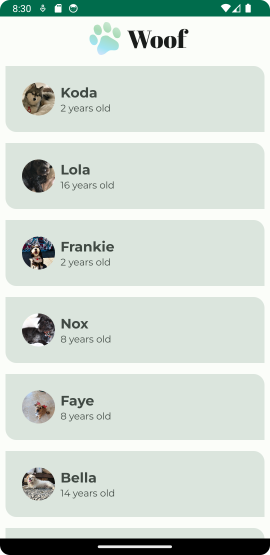 8:30
Woof
Koda
2 years old
Lola
16 years old
Frankie
2 years old
Nox
8 years old
Faye
8 years old
Bella
14 years old